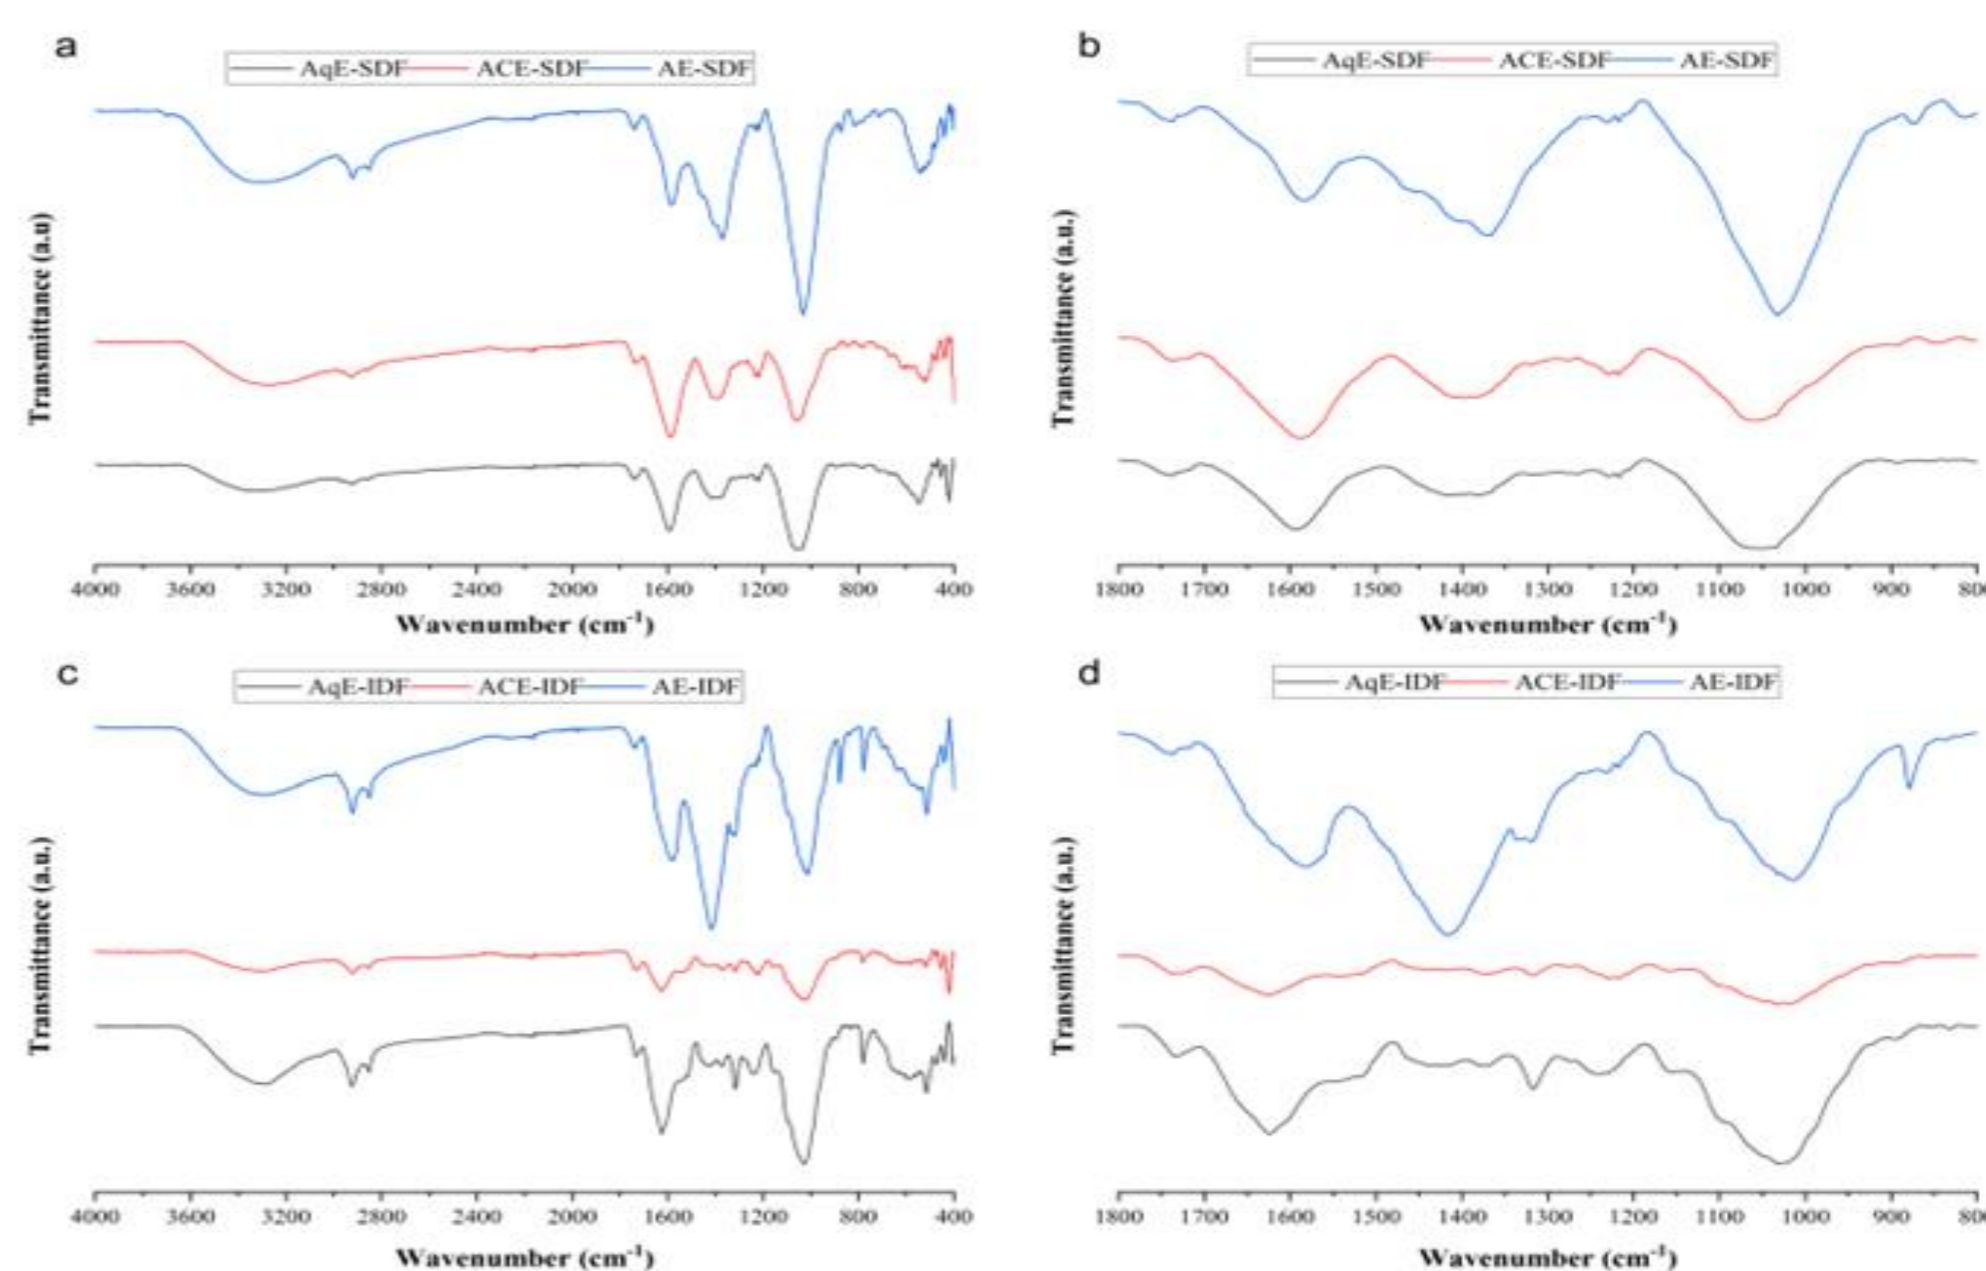 a
AqE-SDF ACE-SDF AE-SDF
Transmittance (a.u)
4000 3600 3200 2800 2400 2000 1600 1200 800 400
Wavenumber (cm⁻¹)
b
AqE-SDF ACE-SDF AE-SDF
Transmittance (a.u.)
1800 1700 1600 1500 1400 1300 1200 1100 1000 900 80
Wavenumber (cm⁻¹)
c
AqE-IDF ACE-IDF AE-IDF
Transmittance (a.u.)
4000 3600 3200 2800 2400 2000 1600 1200 800 400
Wavenumber (cm⁻¹)
d
AqE-IDF ACE-IDF AE-IDF
Transmittance (a.u.)
1800 1700 1600 1500 1400 1300 1200 1100 1000 900 80
Wavenumber (cm⁻¹)